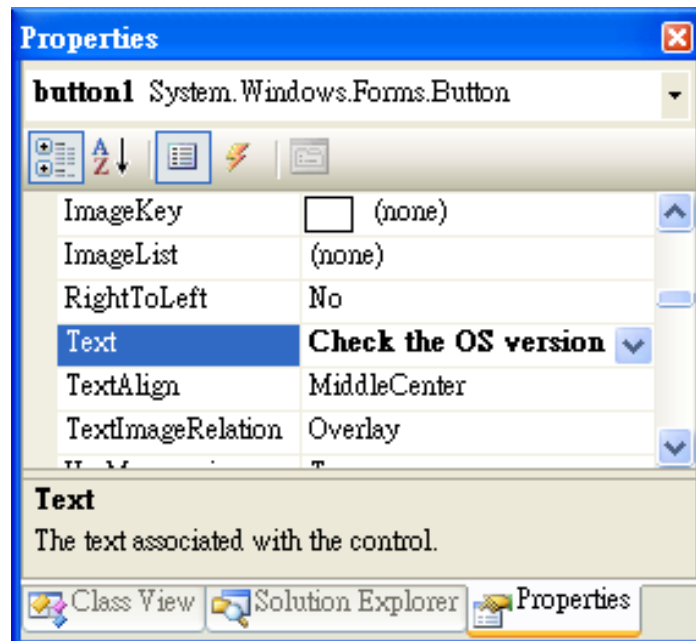 Properties
button1 System.Windows.Forms.Button
ImageKey (none)
ImageList (none)
RightToLeft No
Text Check the OS version
TextAlign MiddleCenter
TextImageRelation Overlay
Text
The text associated with the control.
Class View Solution Explorer Properties